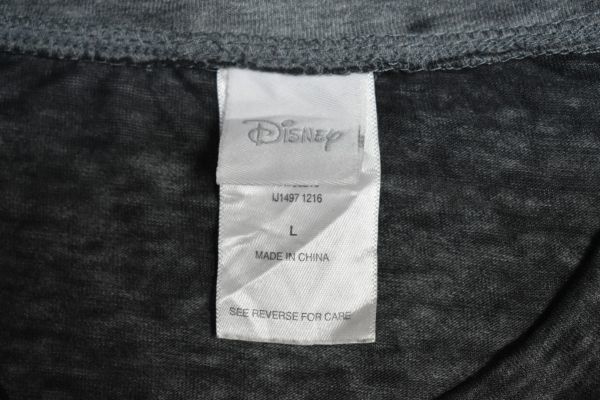 Disney
IJ1497 1216
L
MADE IN CHINA
SEE REVERSE FOR CARE